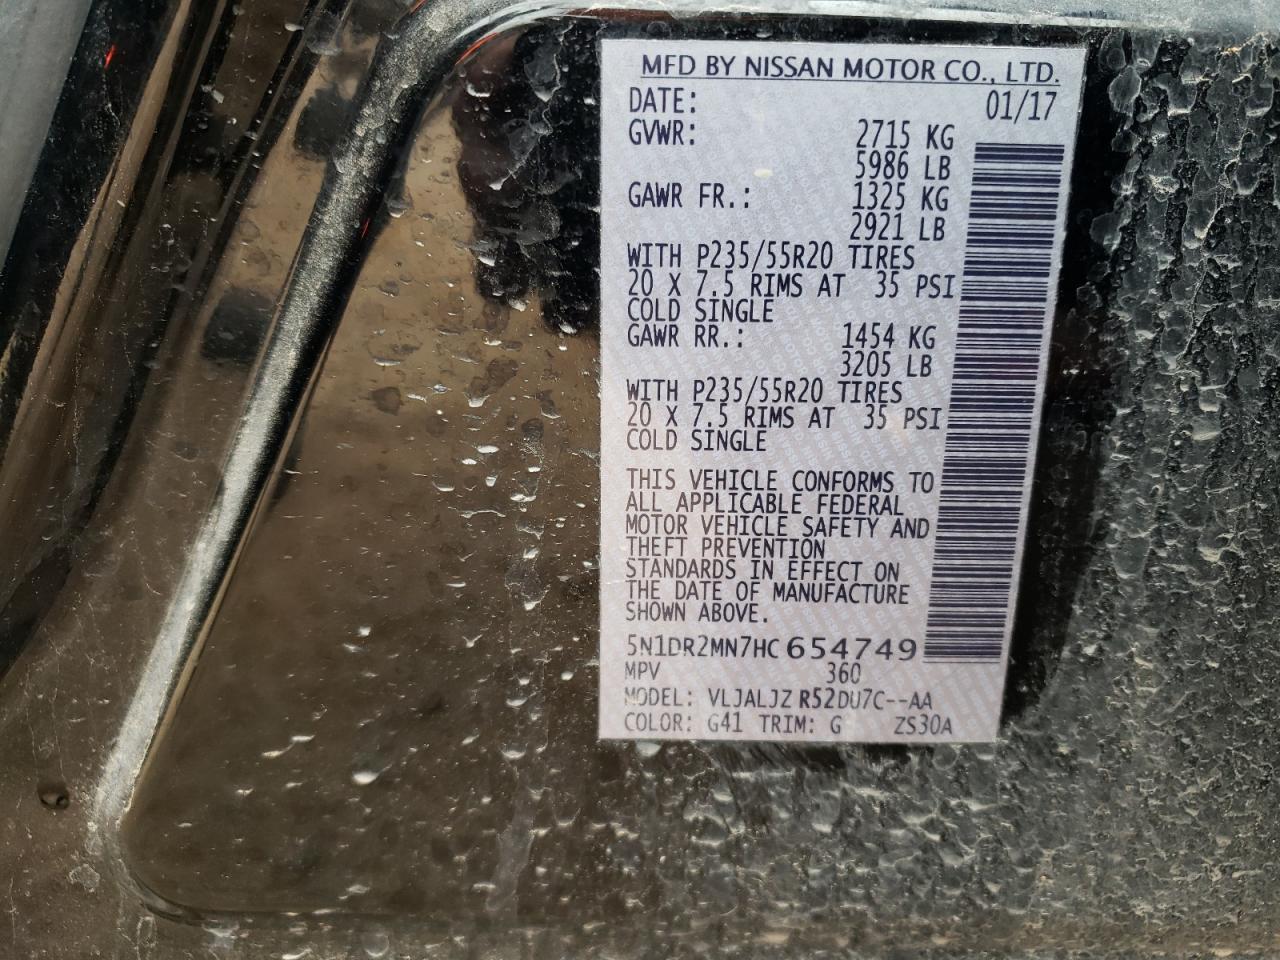 MFD BY NISSAN MOTOR CO., LTD.
DATE: 01/17
GVWR: 2715 KG
5986 LB
GAWR FR.: 1325 KG
2921 LB
WITH P235/55R20 TIRES
20 X 7.5 RIMS AT 35 PSI
COLD SINGLE
GAWR RR.: 1454 KG
3205 LB
WITH P235/55R20 TIRES
20 X 7.5 RIMS AT 35 PSI
COLD SINGLE
THIS VEHICLE CONFORMS TO
ALL APPLICABLE FEDERAL
MOTOR VEHICLE SAFETY AND
THEFT PREVENTION
STANDARDS IN EFFECT ON
THE DATE OF MANUFACTURE
SHOWN ABOVE.
5N1DR2MN7HC 654749
MPV 360
MODEL: VLJALJZ R52DU7C--AA
COLOR: G41 TRIM: G ZS30A